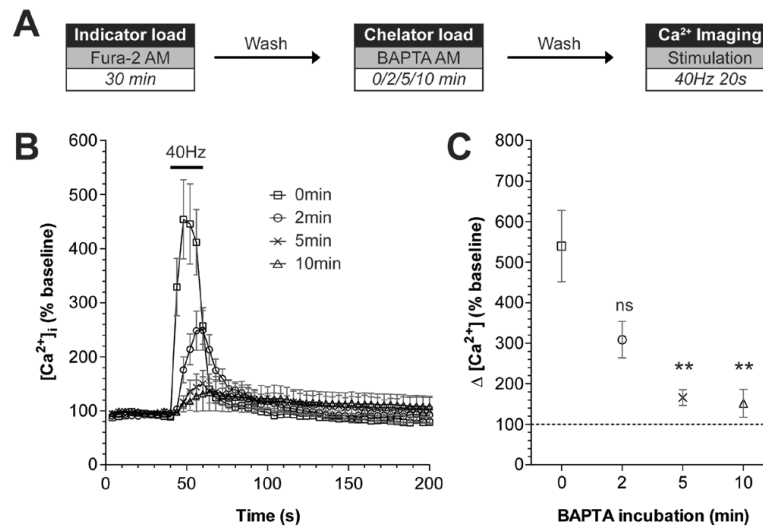 A
Indicator load
Fura-2 AM
30 min
Wash
Chelator load
BAPTA AM
0/2/5/10 min
Wash
Ca²⁺ Imaging
Stimulation
40Hz 20s
B
600
500
400
300
200
100
0
[Ca²⁺]ᵢ (% baseline)
40Hz
0min
2min
5min
10min
0
50
100
150
200
Time (s)
C
800
700
600
500
400
300
200
100
0
Δ [Ca²⁺] (% baseline)
ns
**
**
0
2
5
10
BAPTA incubation (min)